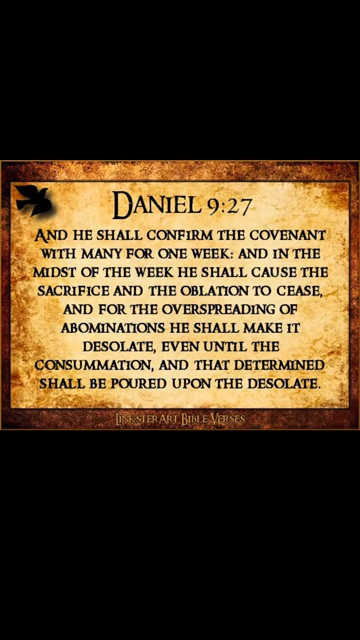 Daniel 9:27
And he shall confirm the covenant
with many for one week: and in the
midst of the week he shall cause the
sacrifice and the oblation to cease,
and for the overspreading of
abominations he shall make it
desolate, even until the
consummation, and that determined
shall be poured upon the desolate.
LinksterArt Bible Verses